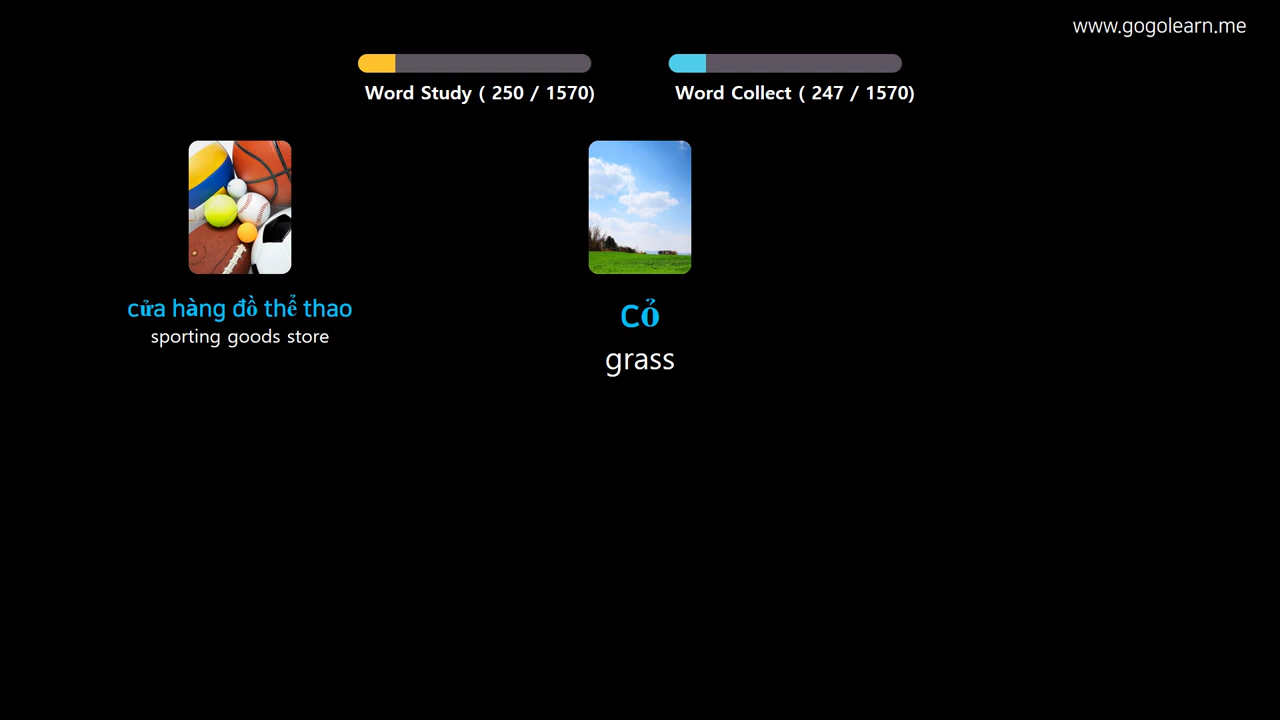 www.gogolearn.me
Word Study ( 250 / 1570)
Word Collect ( 247 / 1570)
cửa hàng đồ thể thao
sporting goods store
cỏ
grass